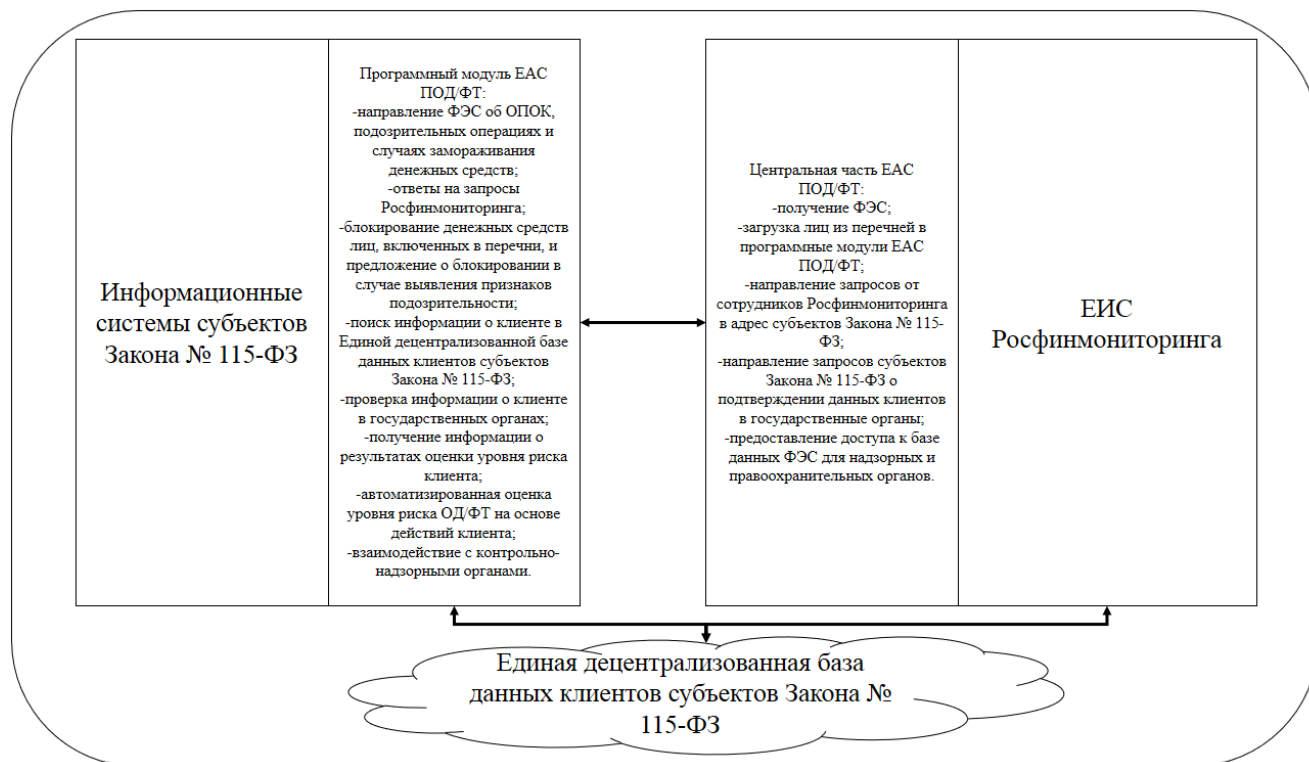 Информационные
системы субъектов
Закона № 115-ФЗ
Программный модуль ЕАС
ПОД/ФТ:
-направление ФЭС об ОПОК,
подозрительных операциях и
случаях замораживания
денежных средств;
-ответы на запросы
Росфинмониторинга;
-блокирование денежных средств
лиц, включенных в перечни, и
предложение о блокировании в
случае выявления признаков
подозрительности;
-поиск информации о клиенте в
Единой децентрализованной базе
данных клиентов субъектов
Закона № 115-ФЗ;
-проверка информации о клиенте
в государственных органах;
-получение информации о
результатах оценки уровня риска
клиента;
-автоматизированная оценка
уровня риска ОД/ФТ на основе
действий клиента;
-взаимодействие с контрольно-
надзорными органами.
Центральная часть ЕАС
ПОД/ФТ:
-получение ФЭС;
-загрузка лиц из перечней в
программные модули ЕАС
ПОД/ФТ;
-направление запросов от
сотрудников Росфинмониторинга
в адрес субъектов Закона № 115-
ФЗ;
-направление запросов субъектов
Закона № 115-ФЗ о
подтверждении данных клиентов
в государственные органы;
-предоставление доступа к базе
данных ФЭС для надзорных и
правоохранительных органов.
ЕИС
Росфинмониторинга
Единая децентрализованная база
данных клиентов субъектов Закона №
115-ФЗ